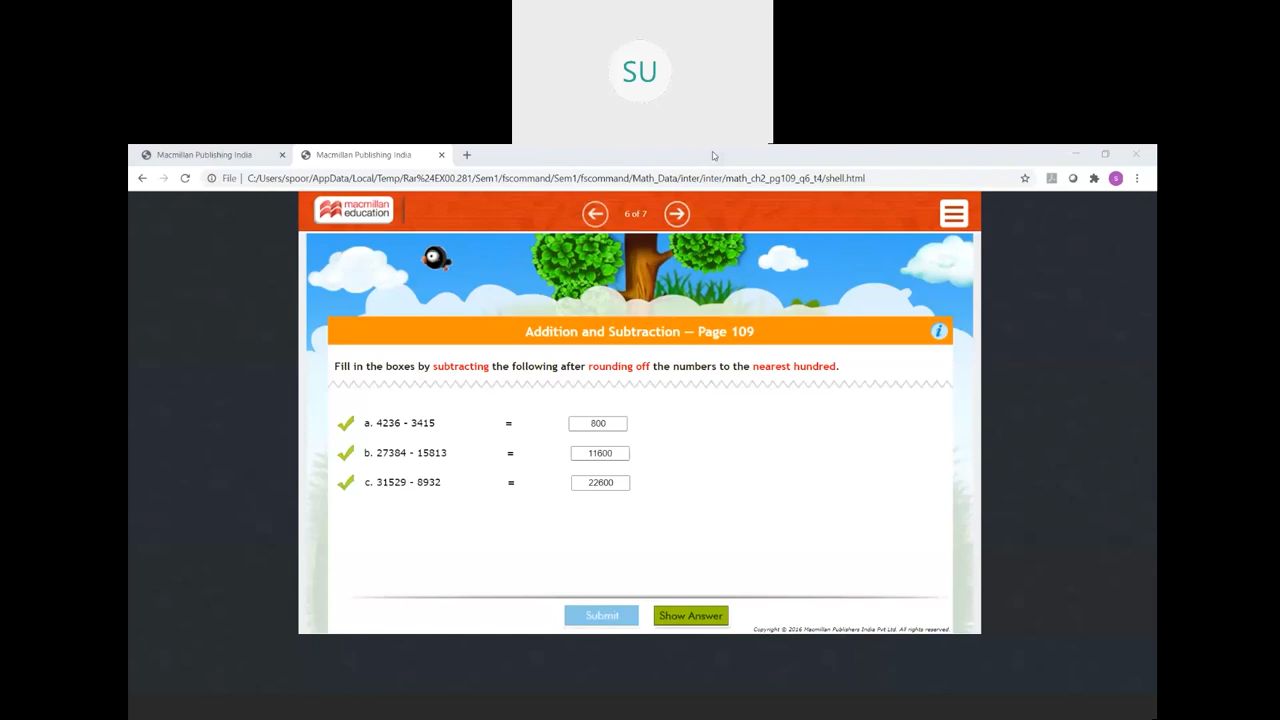 SU
Macmillan Publishing India
Macmillan Publishing India
File | C:/Users/spoor/AppData/Local/Temp/Rar%24EX00.281/Sem1/fscommand/Sem1/fscommand/Math_Data/inter/inter/math_ch2_pg109_q6_t4/shell.html
s
macmillan
education
6 of 7
Addition and Subtraction – Page 109
i
Fill in the boxes by subtracting the following after rounding off the numbers to the nearest hundred.
a. 4236 - 3415 = 800
b. 27384 - 15813 = 11600
c. 31529 - 8932 = 22600
Submit Show Answer
Copyright © 2016 Macmillan Publishers India Pvt Ltd. All rights reserved.